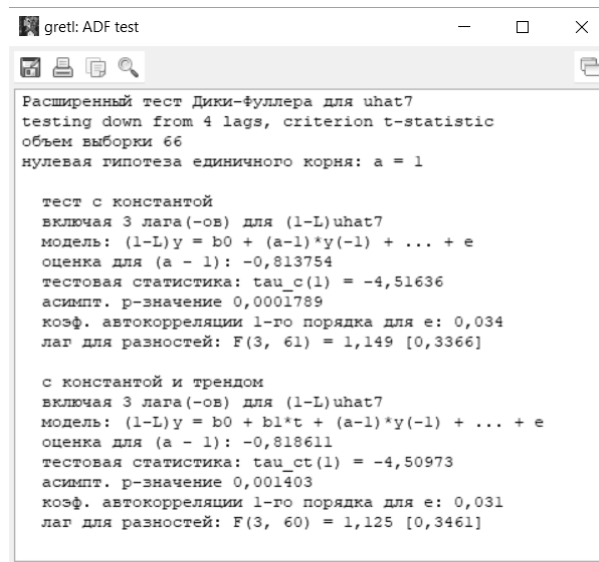 gretl: ADF test
Расширенный тест Дики-Фуллера для uhat7
testing down from 4 lags, criterion t-statistic
объем выборки 66
нулевая гипотеза единичного корня: a = 1
тест с константой
включая 3 лага(-ов) для (1-L)uhat7
модель: (1-L)y = b0 + (a-1)*y(-1) + ... + e
оценка для (a - 1): -0,813754
тестовая статистика: tau_c(1) = -4,51636
асимпт. p-значение 0,0001789
коэф. автокорреляции 1-го порядка для e: 0,034
лаг для разностей: F(3, 61) = 1,149 [0,3366]
с константой и трендом
включая 3 лага(-ов) для (1-L)uhat7
модель: (1-L)y = b0 + b1*t + (a-1)*y(-1) + ... + e
оценка для (a - 1): -0,818611
тестовая статистика: tau_ct(1) = -4,50973
асимпт. p-значение 0,001403
коэф. автокорреляции 1-го порядка для e: 0,031
лаг для разностей: F(3, 60) = 1,125 [0,3461]